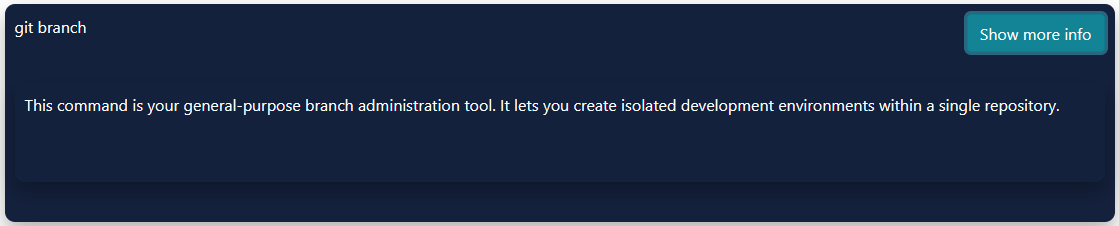 git branch
Show more info
This command is your general-purpose branch administration tool. It lets you create isolated development environments within a single repository.